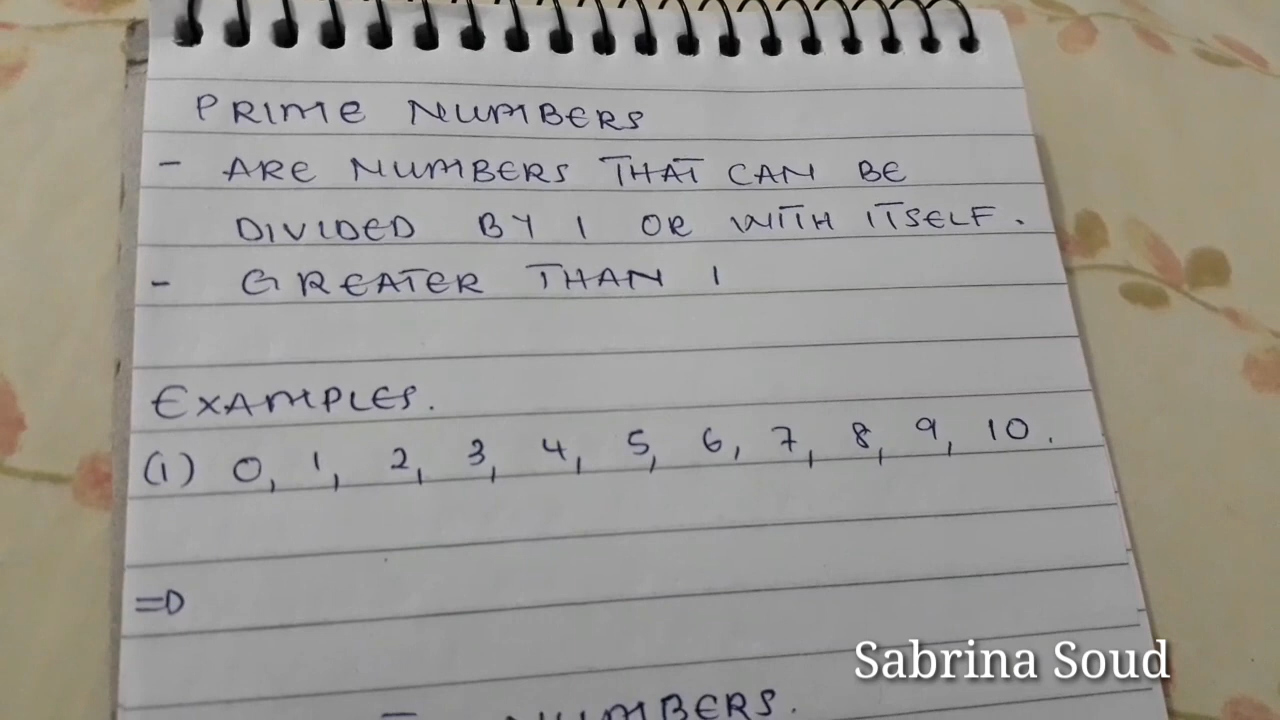 PRIME NUMBERS
- ARE NUMBERS THAT CAN BE
DIVIDED BY 1 OR WITH ITSELF.
- GREATER THAN 1
EXAMPLES.
(1) 0, 1, 2, 3, 4, 5, 6, 7, 8, 9, 10.
=D
Sabrina Soud
NUMBERS.